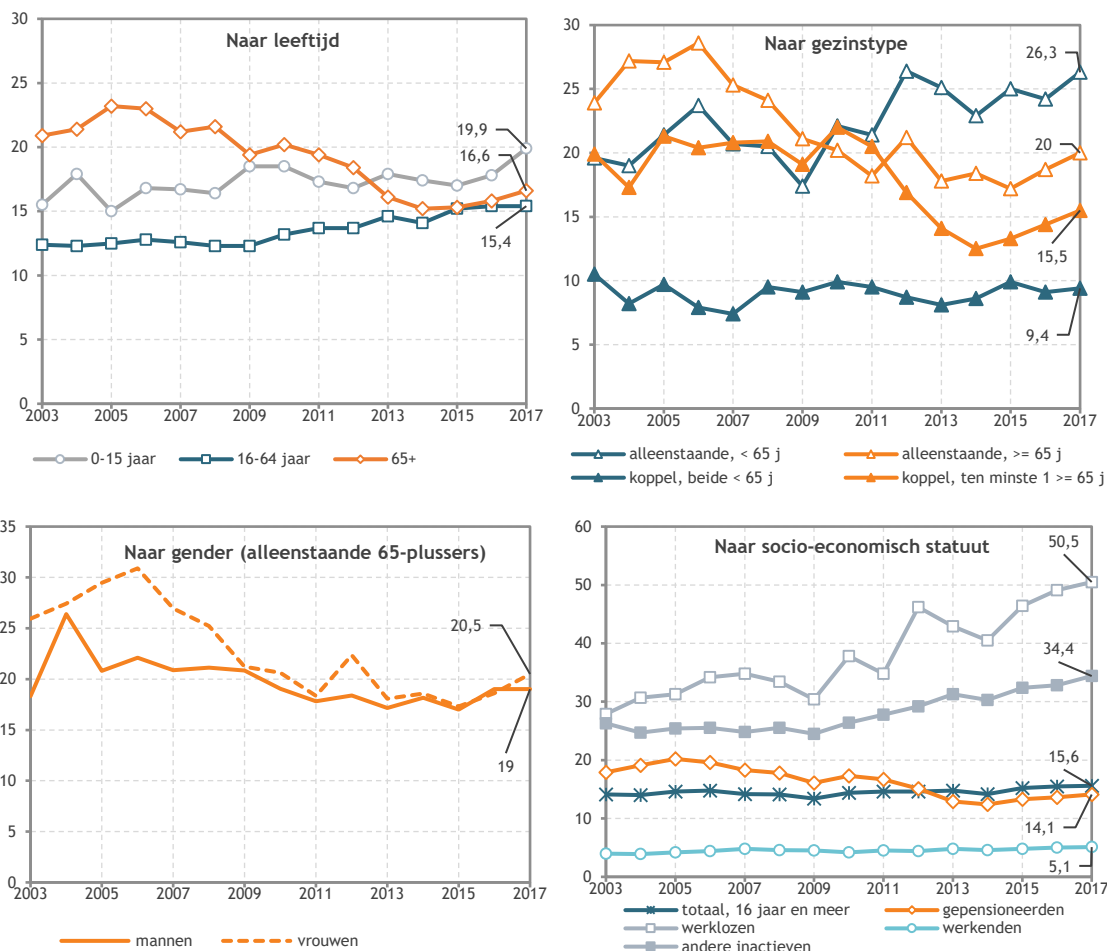 Naar leeftijd
30
25
20
15
10
5
0
19,9
16,6
15,4
2003 2005 2007 2009 2011 2013 2015 2017
0-15 jaar 16-64 jaar 65+
Naar gezinstype
30
25
20
15
10
5
0
26,3
20
15,5
9,4
2003 2005 2007 2009 2011 2013 2015 2017
alleenstaande, < 65 j alleenstaande, >= 65 j
koppel, beide < 65 j koppel, ten minste 1 >= 65 j
Naar gender (alleenstaande 65-plussers)
35
30
25
20
15
10
5
0
20,5
19
2003 2005 2007 2009 2011 2013 2015 2017
mannen vrouwen
Naar socio-economisch statuut
60
50
40
30
20
10
0
50,5
34,4
15,6
14,1
5,1
2003 2005 2007 2009 2011 2013 2015 2017
totaal, 16 jaar en meer gepensioneerden
werklozen werkenden
andere inactieven